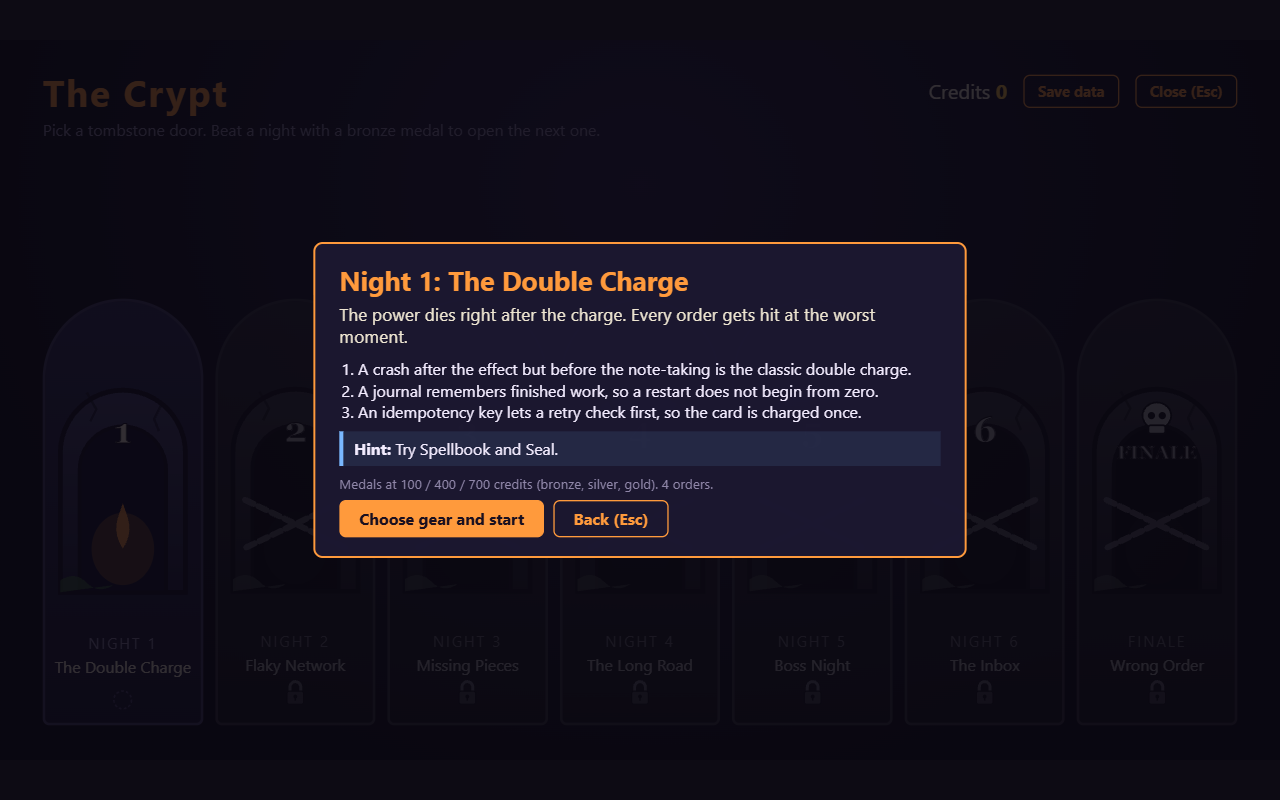 The Crypt
Credits 0
Save data
Close (Esc)
Pick a tombstone door. Beat a night with a bronze medal to open the next one.
Night 1: The Double Charge
The power dies right after the charge. Every order gets hit at the worst
moment.
1. A crash after the effect but before the note-taking is the classic double charge.
2. A journal remembers finished work, so a restart does not begin from zero.
3. An idempotency key lets a retry check first, so the card is charged once.
Hint: Try Spellbook and Seal.
Medals at 100 / 400 / 700 credits (bronze, silver, gold). 4 orders.
Choose gear and start
Back (Esc)
1
2
6
FINALE
NIGHT 1
The Double Charge
NIGHT 2
Flaky Network
NIGHT 3
Missing Pieces
NIGHT 4
The Long Road
NIGHT 5
Boss Night
NIGHT 6
The Inbox
FINALE
Wrong Order